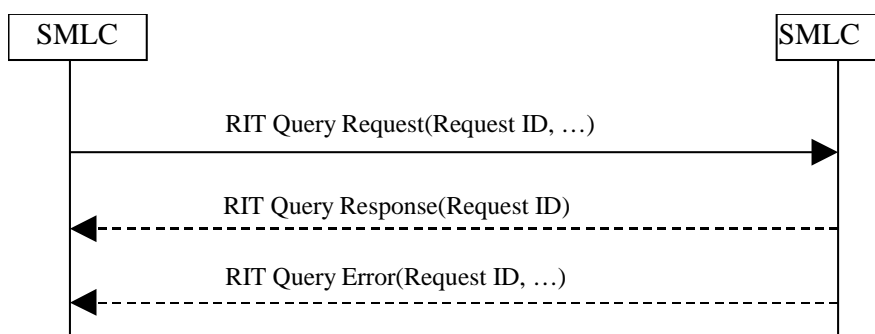 SMLC
SMLC
RIT Query Request(Request ID, …)
RIT Query Response(Request ID)
RIT Query Error(Request ID, …)